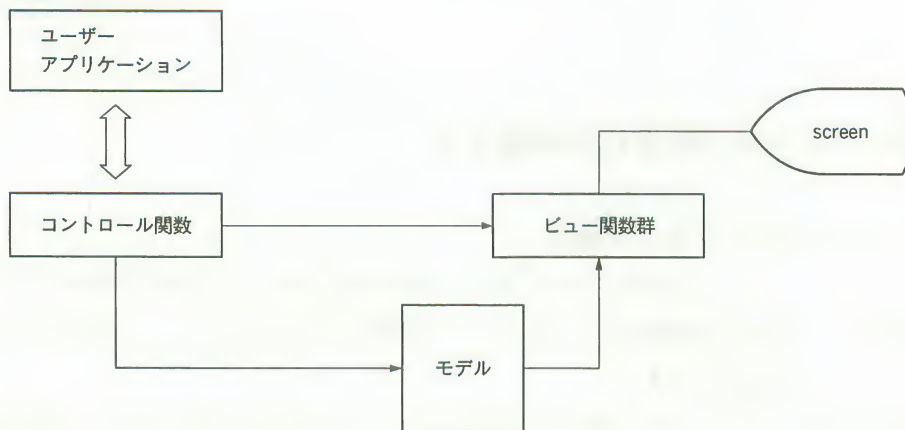 ユーザー
アプリケーション
screen
コントロール関数
ビュー関数群
モデル